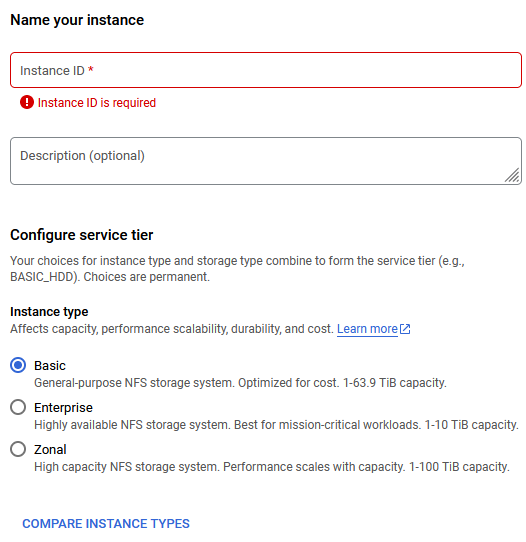 Name your instance
Instance ID *
Instance ID is required
Description (optional)
Configure service tier
Your choices for instance type and storage type combine to form the service tier (e.g.,
BASIC_HDD). Choices are permanent.
Instance type
Affects capacity, performance scalability, durability, and cost. Learn more
Basic
General-purpose NFS storage system. Optimized for cost. 1-63.9 TiB capacity.
Enterprise
Highly available NFS storage system. Best for mission-critical workloads. 1-10 TiB capacity.
Zonal
High capacity NFS storage system. Performance scales with capacity. 1-100 TiB capacity.
COMPARE INSTANCE TYPES